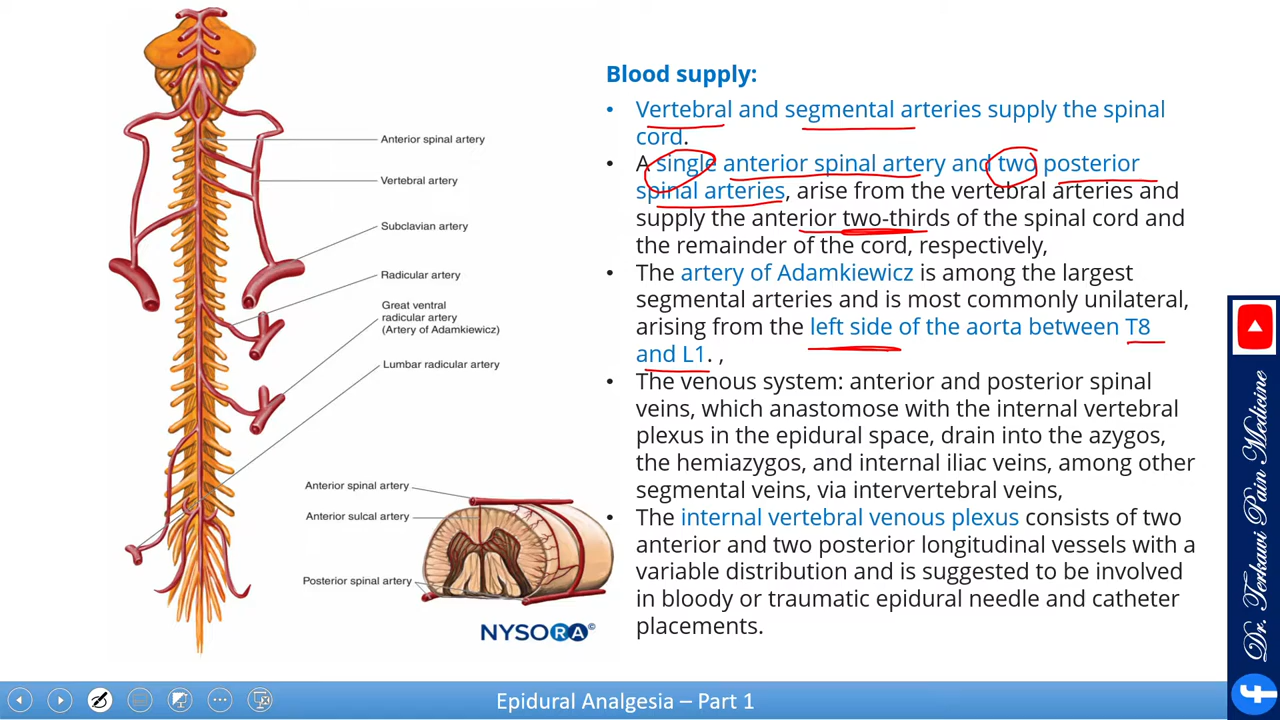 Blood supply:
• Vertebral and segmental arteries supply the spinal
cord.
• A single anterior spinal artery and two posterior
spinal arteries, arise from the vertebral arteries and
supply the anterior two-thirds of the spinal cord and
the remainder of the cord, respectively,
• The artery of Adamkiewicz is among the largest
segmental arteries and is most commonly unilateral,
arising from the left side of the aorta between T8
and L1. ,
• The venous system: anterior and posterior spinal
veins, which anastomose with the internal vertebral
plexus in the epidural space, drain into the azygos,
the hemiazygos, and internal iliac veins, among other
segmental veins, via intervertebral veins,
• The internal vertebral venous plexus consists of two
anterior and two posterior longitudinal vessels with a
variable distribution and is suggested to be involved
in bloody or traumatic epidural needle and catheter
placements.
Anterior spinal artery
Vertebral artery
Subclavian artery
Radicular artery
Great ventral
radicular artery
(Artery of Adamkiewicz)
Lumbar radicular artery
Anterior spinal artery
Anterior sulcal artery
Posterior spinal artery
NYSORA©
Dr. Terkawi Pain Medicine
Epidural Analgesia – Part 1